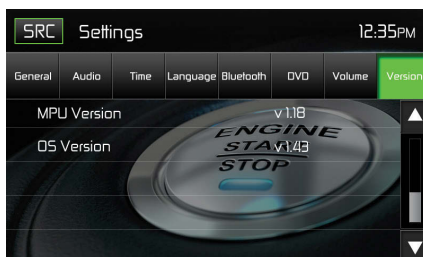 SRC Settings 12:35PM
General Audio Time Language Bluetooth DVD Volume Version
MPU Version v 1.18
OS Version v1.43
ENGINE
START
STOP